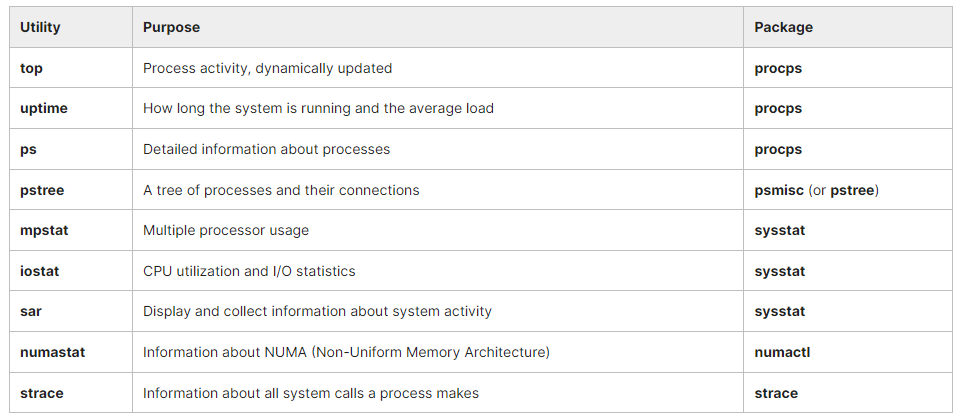 Utility Purpose Package
top Process activity, dynamically updated procps
uptime How long the system is running and the average load procps
ps Detailed information about processes procps
pstree A tree of processes and their connections psmisc (or pstree)
mpstat Multiple processor usage sysstat
iostat CPU utilization and I/O statistics sysstat
sar Display and collect information about system activity sysstat
numastat Information about NUMA (Non-Uniform Memory Architecture) numactl
strace Information about all system calls a process makes strace